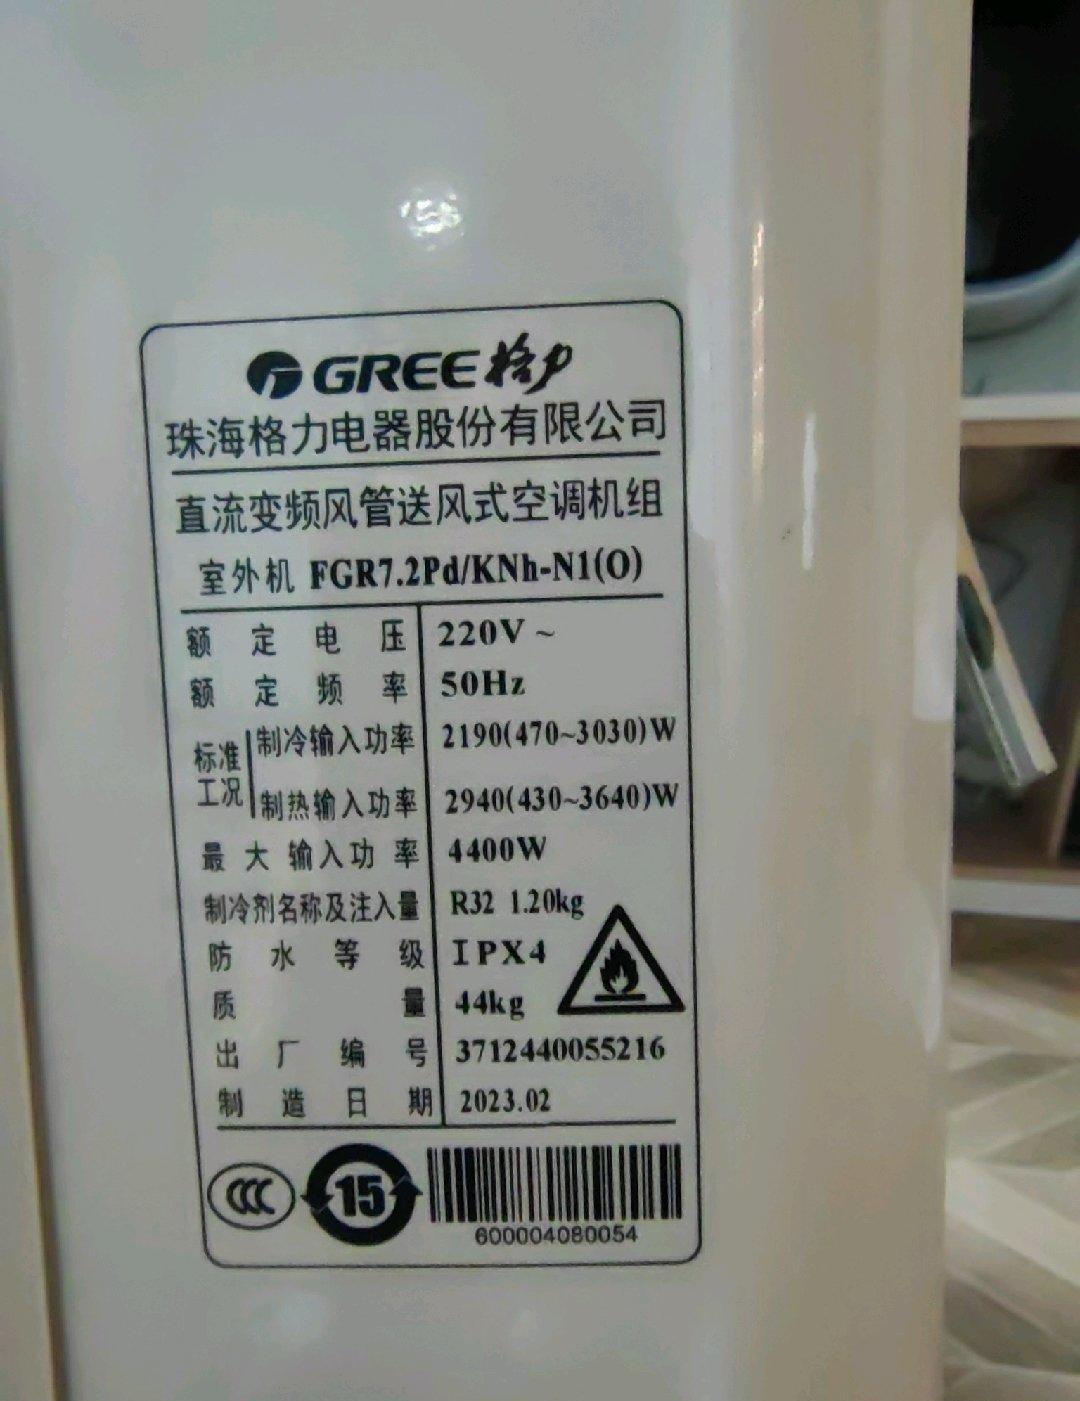 GREE格力
珠海格力电器股份有限公司
直流变频风管送风式空调机组
室外机 FGR7.2Pd/KNh-N1(O)
额定电压 220V~
额定频率 50Hz
标准工况 制冷输入功率 2190(470~3030)W
制热输入功率 2940(430~3640)W
最大输入功率 4400W
制冷剂名称及注入量 R32 1.20kg
防水等级 IPX4
质量 44kg
出厂编号 3712440055216
制造日期 2023.02
CCC 15
600004080054